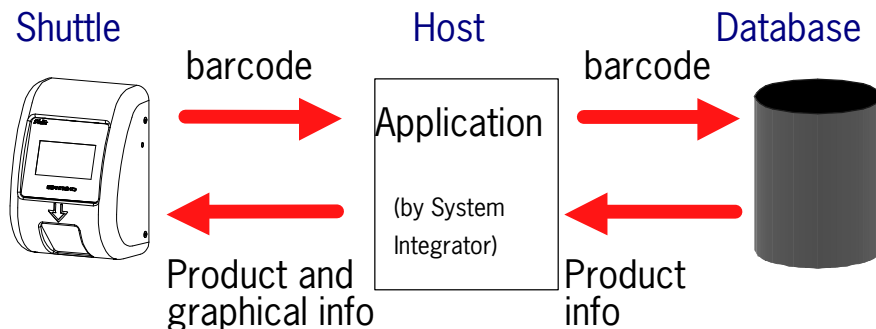 Shuttle
Host
Database
barcode
barcode
Application
(by System
Integrator)
Product and
graphical info
Product
info